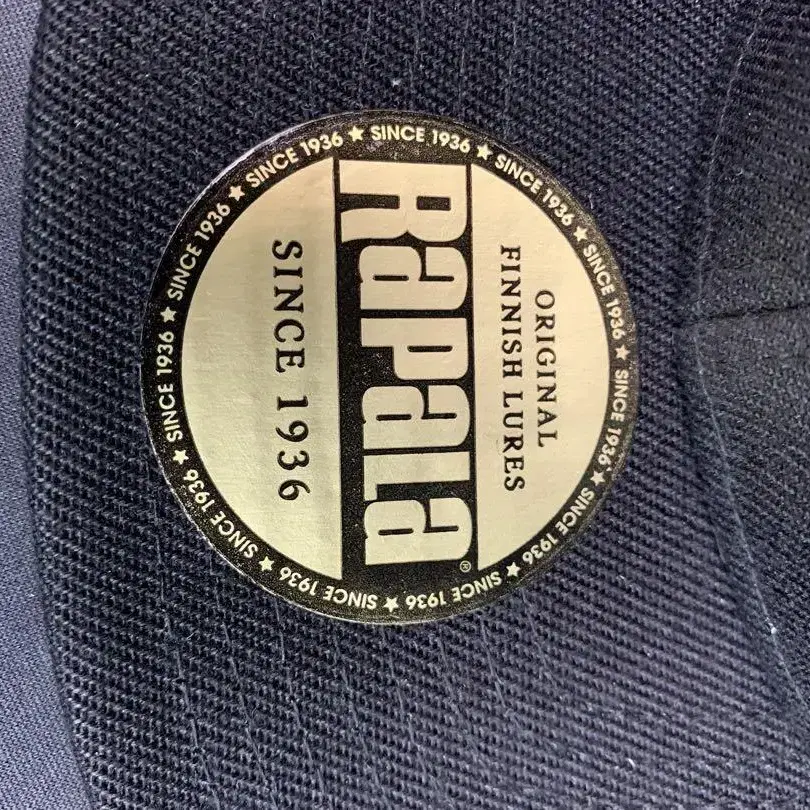 ORIGINAL
FINNISH LURES
RAPALA®
SINCE 1936
SINCE 1936 ★ SINCE 1936 ★ SINCE 1936 ★ SINCE 1936 ★ SINCE 1936 ★ SINCE 1936 ★ SINCE 1936 ★ SINCE 1936 ★ SINCE 1936 ★ SINCE 1936 ★ SINCE 1936 ★